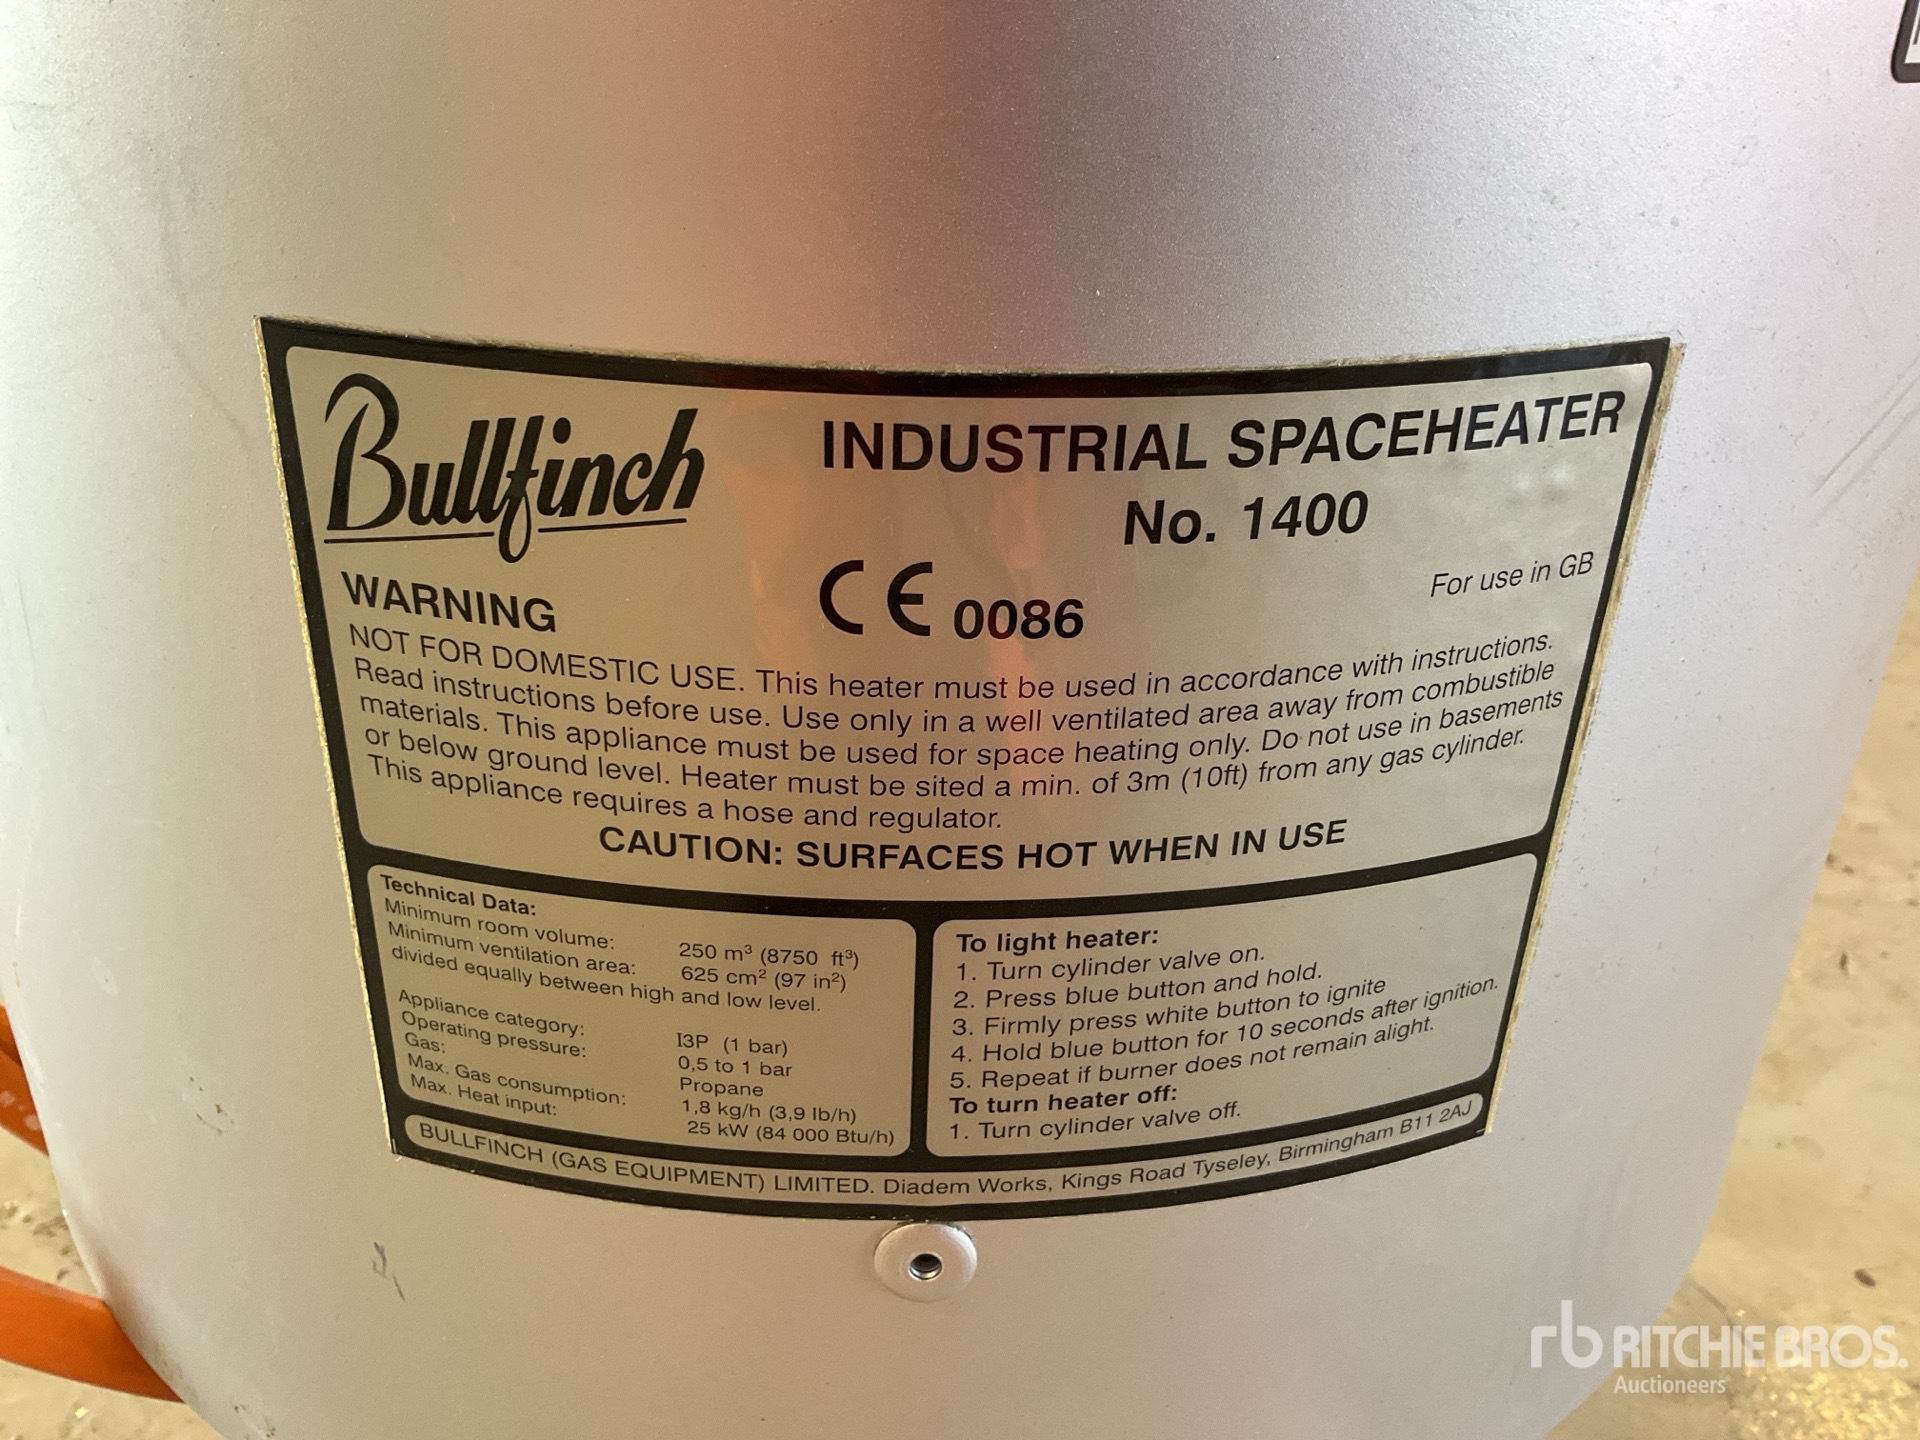 Bullfinch
INDUSTRIAL SPACEHEATER
No. 1400
CE 0086
For use in GB
WARNING
NOT FOR DOMESTIC USE. This heater must be used in accordance with instructions.
Read instructions before use. Use only in a well ventilated area away from combustible
materials. This appliance must be used for space heating only. Do not use in basements
or below ground level. Heater must be sited a min. of 3m (10ft) from any gas cylinder.
This appliance requires a hose and regulator.
CAUTION: SURFACES HOT WHEN IN USE
Technical Data:
Minimum room volume: 250 m³ (8750 ft³)
Minimum ventilation area: 625 cm² (97 in²)
divided equally between high and low level.
Appliance category: I3P (1 bar)
Operating pressure: 0,5 to 1 bar
Gas: Propane
Max. Gas consumption: 1,8 kg/h (3,9 lb/h)
Max. Heat input: 25 kW (84 000 Btu/h)
To light heater:
1. Turn cylinder valve on.
2. Press blue button and hold.
3. Firmly press white button to ignite
4. Hold blue button for 10 seconds after ignition.
5. Repeat if burner does not remain alight.
To turn heater off:
1. Turn cylinder valve off.
BULLFINCH (GAS EQUIPMENT) LIMITED. Diadem Works, Kings Road Tyseley, Birmingham B11 2AJ
rb RITCHIE BROS.
Auctioneers